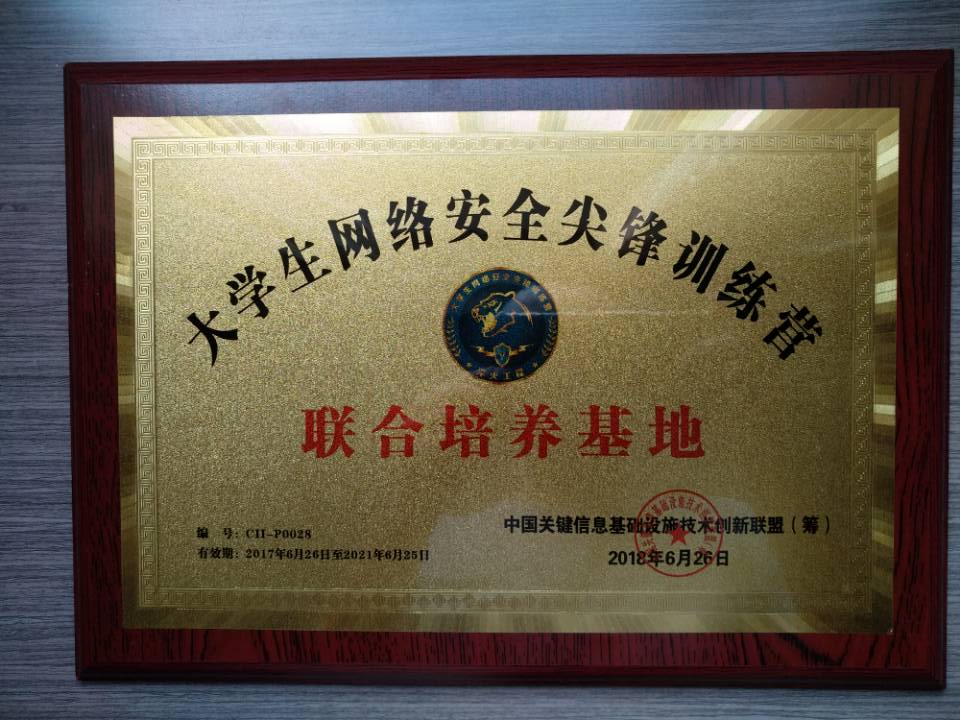 大学生网络安全尖锋训练营
联合培养基地
编 号: CII-P0028
有效期: 2017年6月26日至2021年6月25日
中国关键信息基础设施技术创新联盟（筹）
2018年6月26日